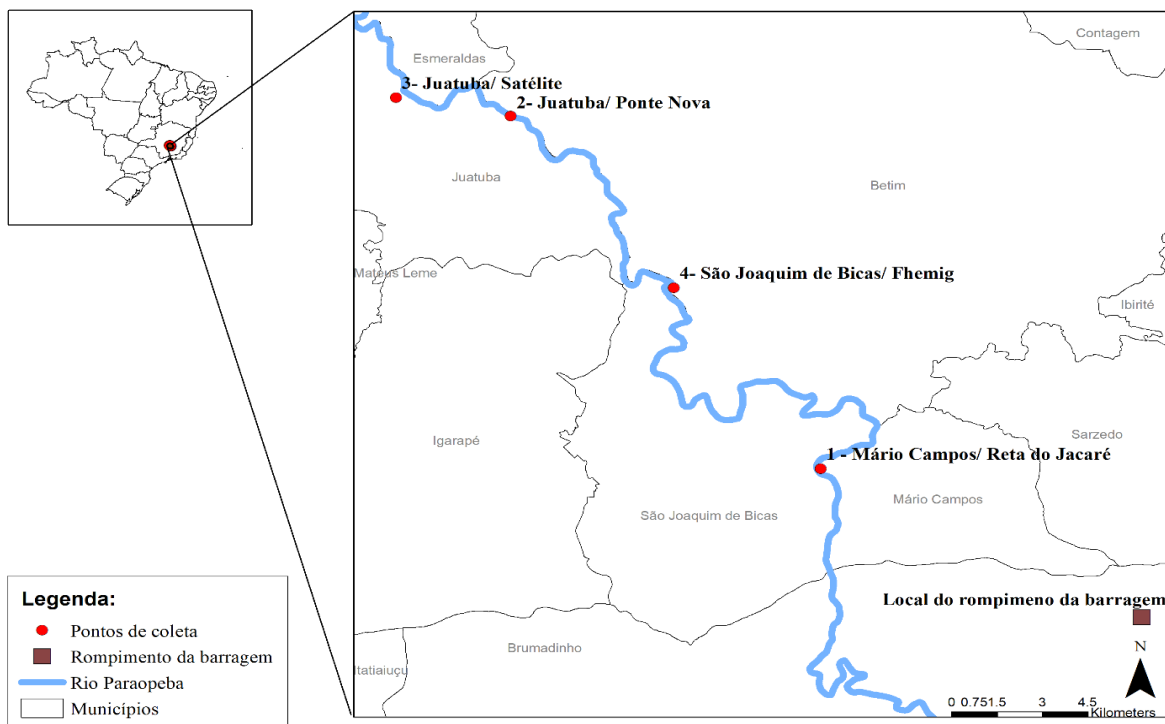 Contagem
Esmeraldas
3- Juatuba/ Satélite
2- Juatuba/ Ponte Nova
Juatuba
Betim
Mateus Leme
4- São Joaquim de Bicas/ Fhemig
Ibirité
Igarapé
Sarzedo
1 - Mário Campos/ Reta do Jacaré
Mário Campos
São Joaquim de Bicas
Local do rompimeno da barragem
Brumadinho
Itatiaiuçu
N
0 0.751.5 3 4.5
Kilometers
Legenda:
Pontos de coleta
Rompimento da barragem
Rio Paraopeba
Municípios